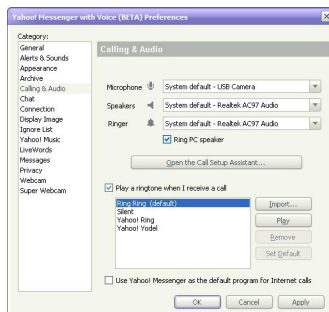 Yahoo! Messenger with Voice (BETA) Preferences
Category:
General
Alerts & Sounds
Appearance
Archive
Calling & Audio
Chat
Connection
Display Image
Ignore List
Yahoo! Music
LiveWords
Messages
Privacy
Webcam
Super Webcam
Calling & Audio
Microphone System default - USB Camera
Speakers System default - Realtek AC97 Audio
Ringer System default - Realtek AC97 Audio
Ring PC speaker
Open the Call Setup Assistant...
Play a ringtone when I receive a call
Ring Ring (default)
Silent
Yahoo! Ring
Yahoo! Yodel
Import...
Play
Remove
Set Default
Use Yahoo! Messenger as the default program for Internet calls
OK Cancel Apply